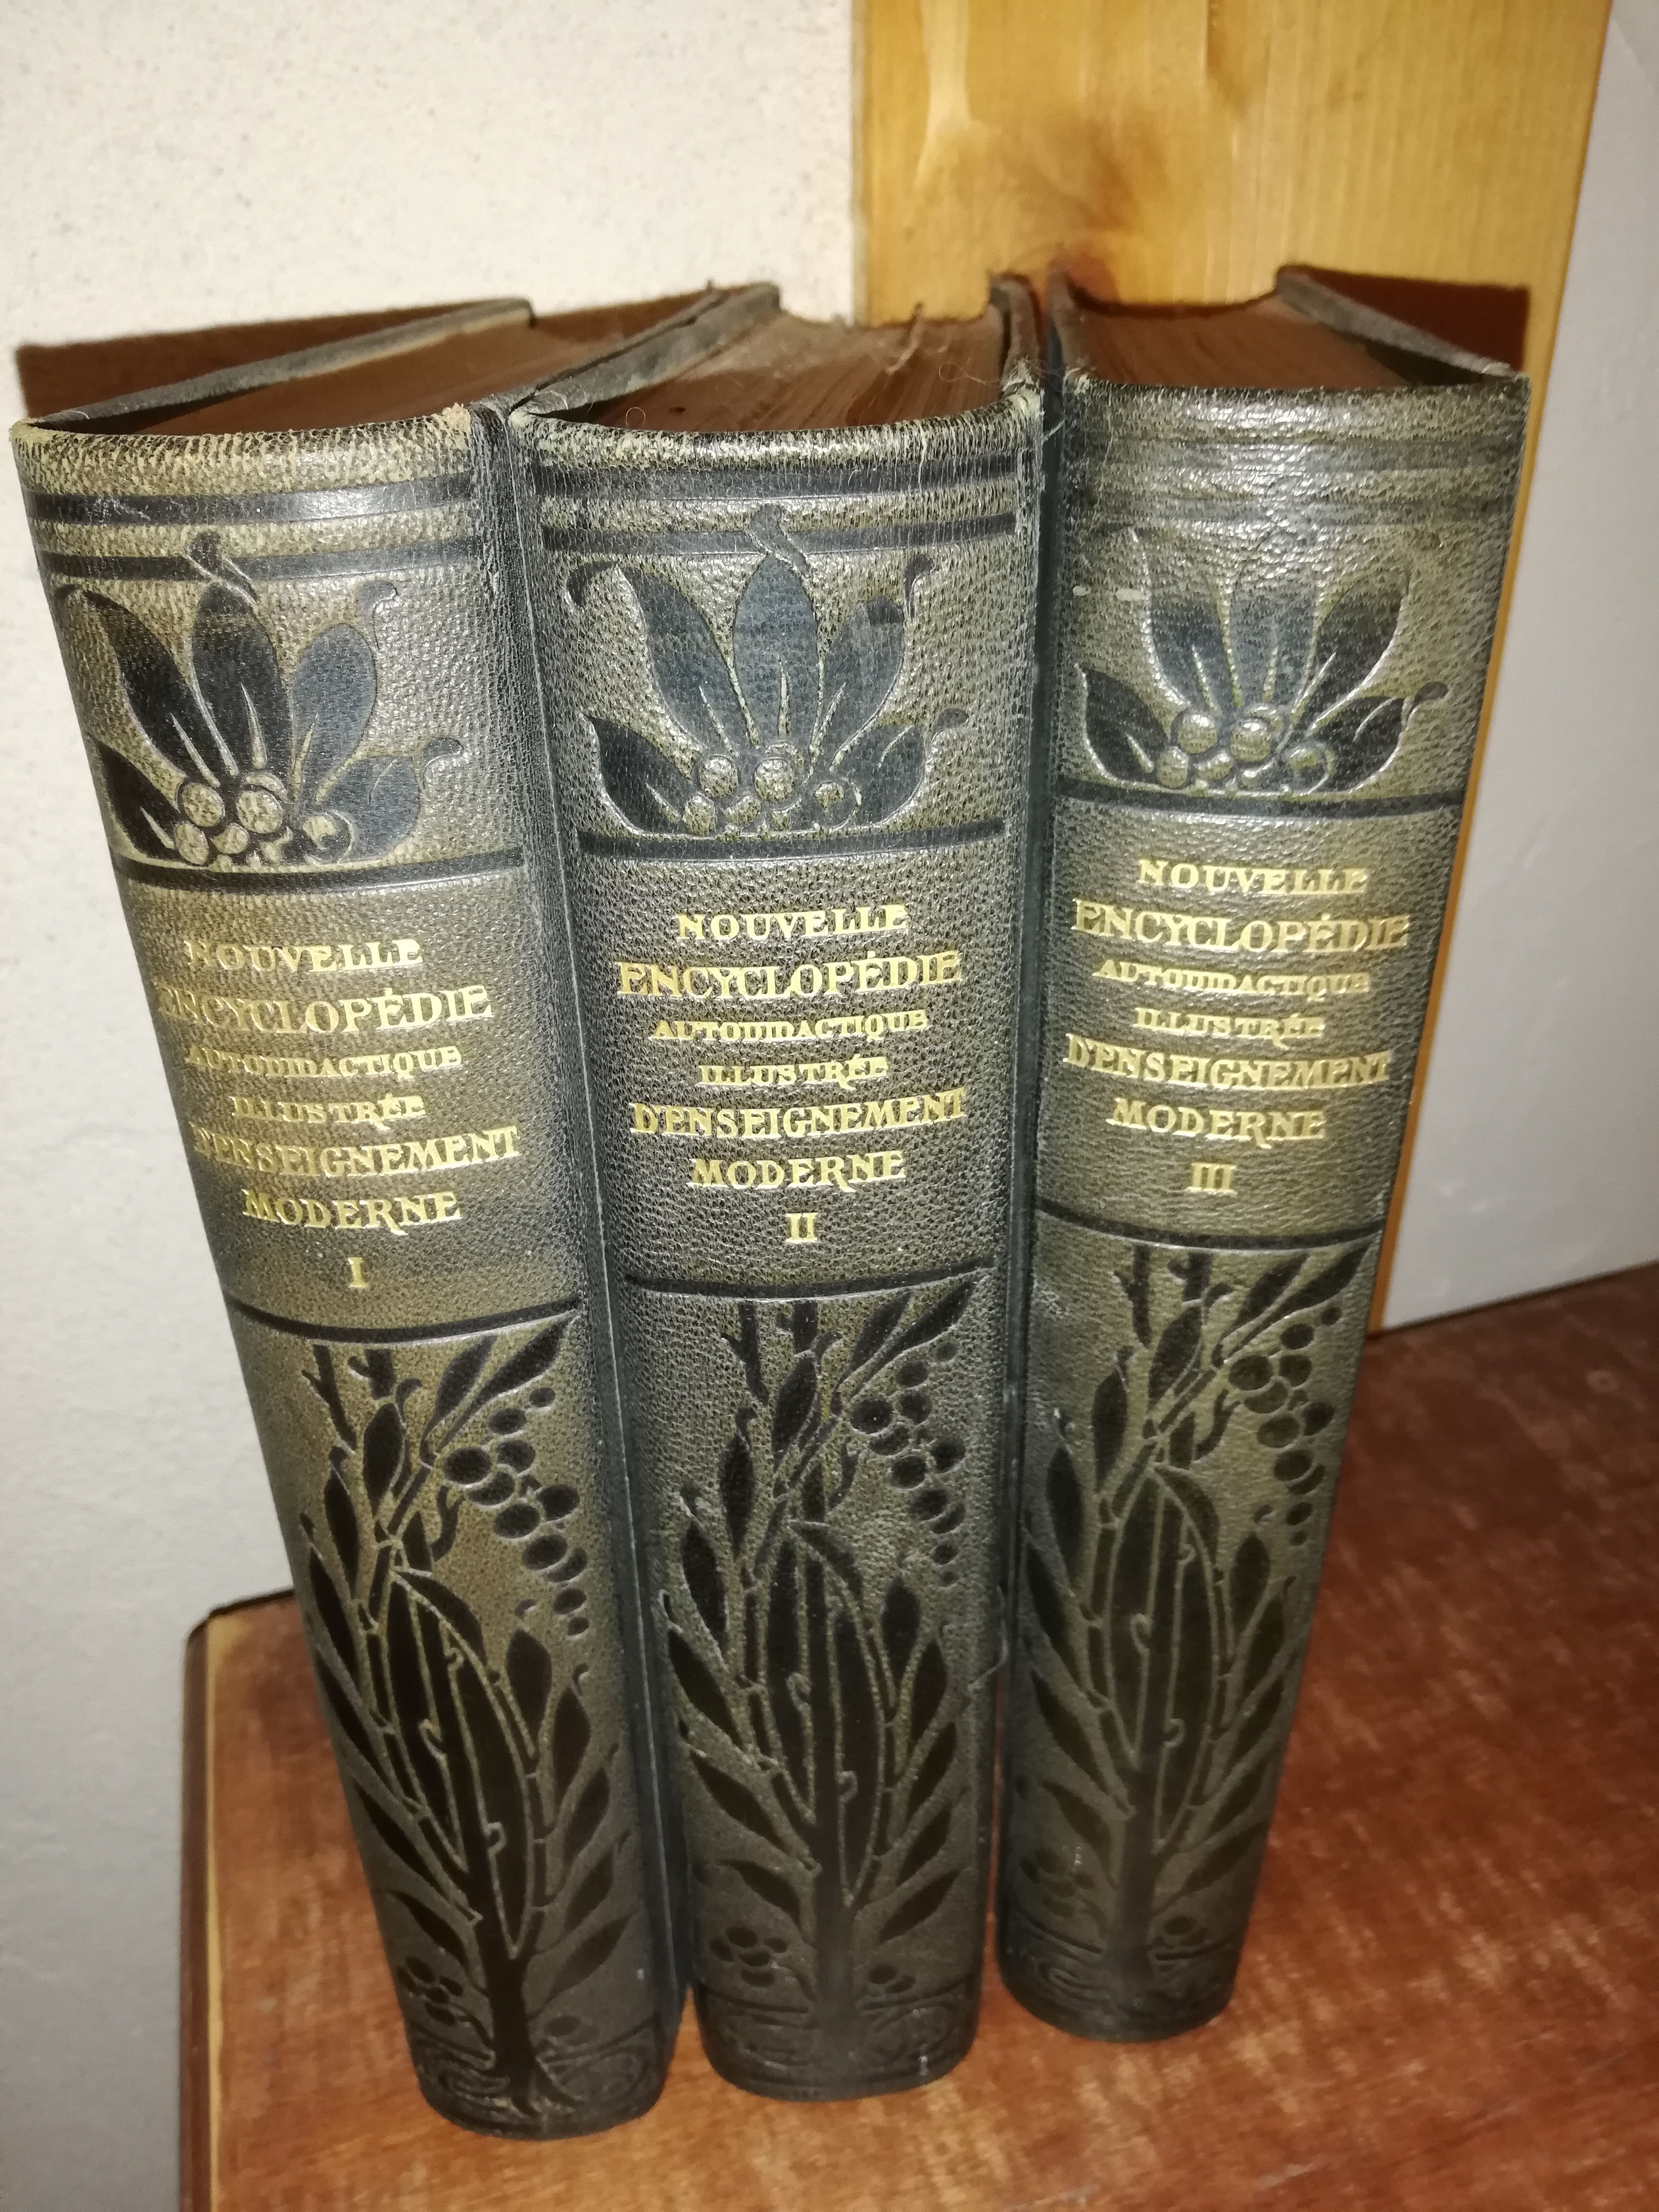 NOUVELLE
ENCYCLOPÉDIE
AUTODIDACTIQUE
ILLUSTRÉE
D'ENSEIGNEMENT
MODERNE
I
NOUVELLE
ENCYCLOPÉDIE
AUTODIDACTIQUE
ILLUSTRÉE
D'ENSEIGNEMENT
MODERNE
II
NOUVELLE
ENCYCLOPÉDIE
AUTODIDACTIQUE
ILLUSTRÉE
D'ENSEIGNEMENT
MODERNE
III